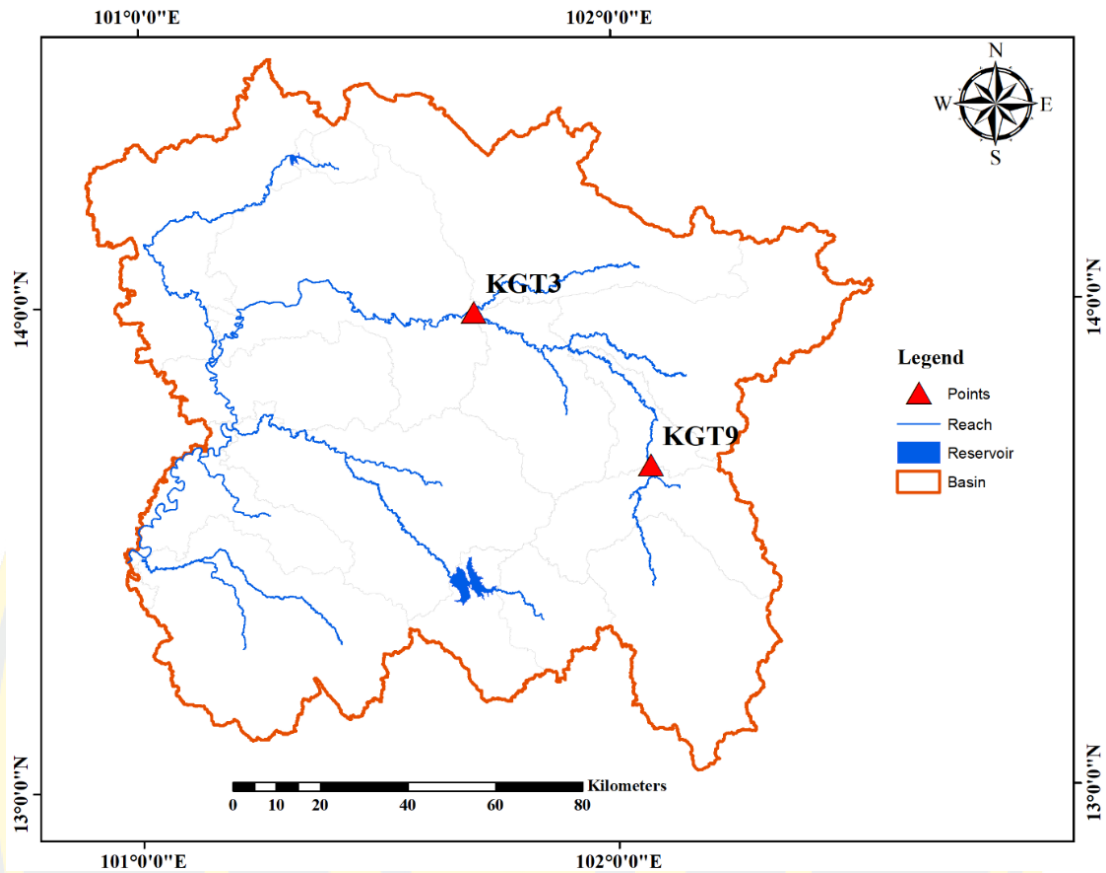 101°0'0"E
102°0'0"E
N
W
E
S
14°0'0"N
14°0'0"N
KGT3
Legend
Points
Reach
Reservoir
Basin
KGT9
Kilometers
0 10 20 40 60 80
13°0'0"N
13°0'0"N
101°0'0"E
102°0'0"E